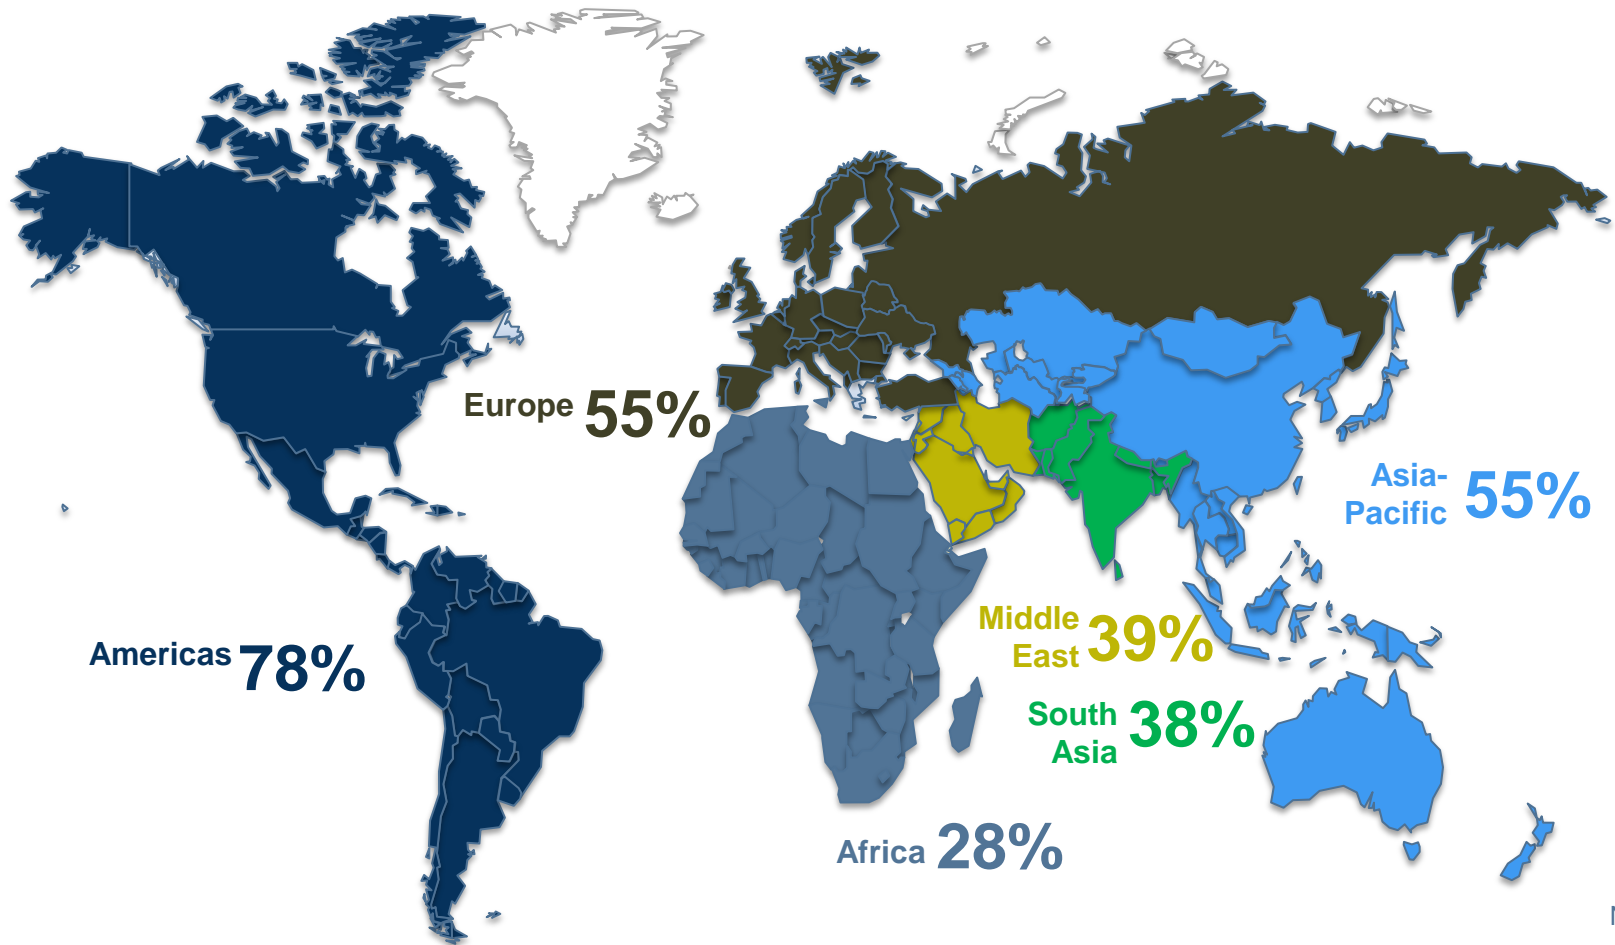 Europe 55%
Asia-
Pacific 55%
Middle
East 39%
Americas 78%
South
Asia 38%
Africa 28%